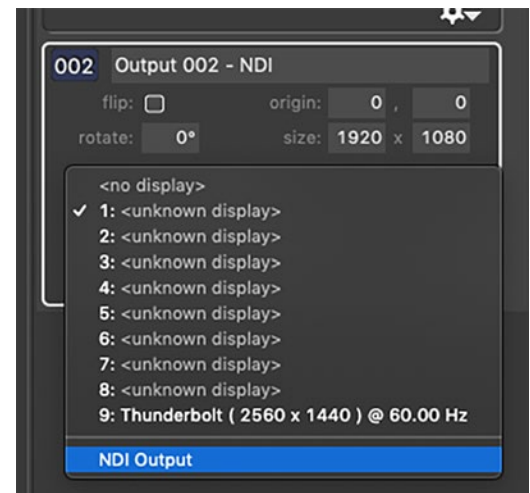 002 Output 002 - NDI
flip: origin: 0 , 0
rotate: 0° size: 1920 x 1080
<no display>
✓ 1: <unknown display>
2: <unknown display>
3: <unknown display>
4: <unknown display>
5: <unknown display>
6: <unknown display>
7: <unknown display>
8: <unknown display>
9: Thunderbolt ( 2560 x 1440 ) @ 60.00 Hz
NDI Output